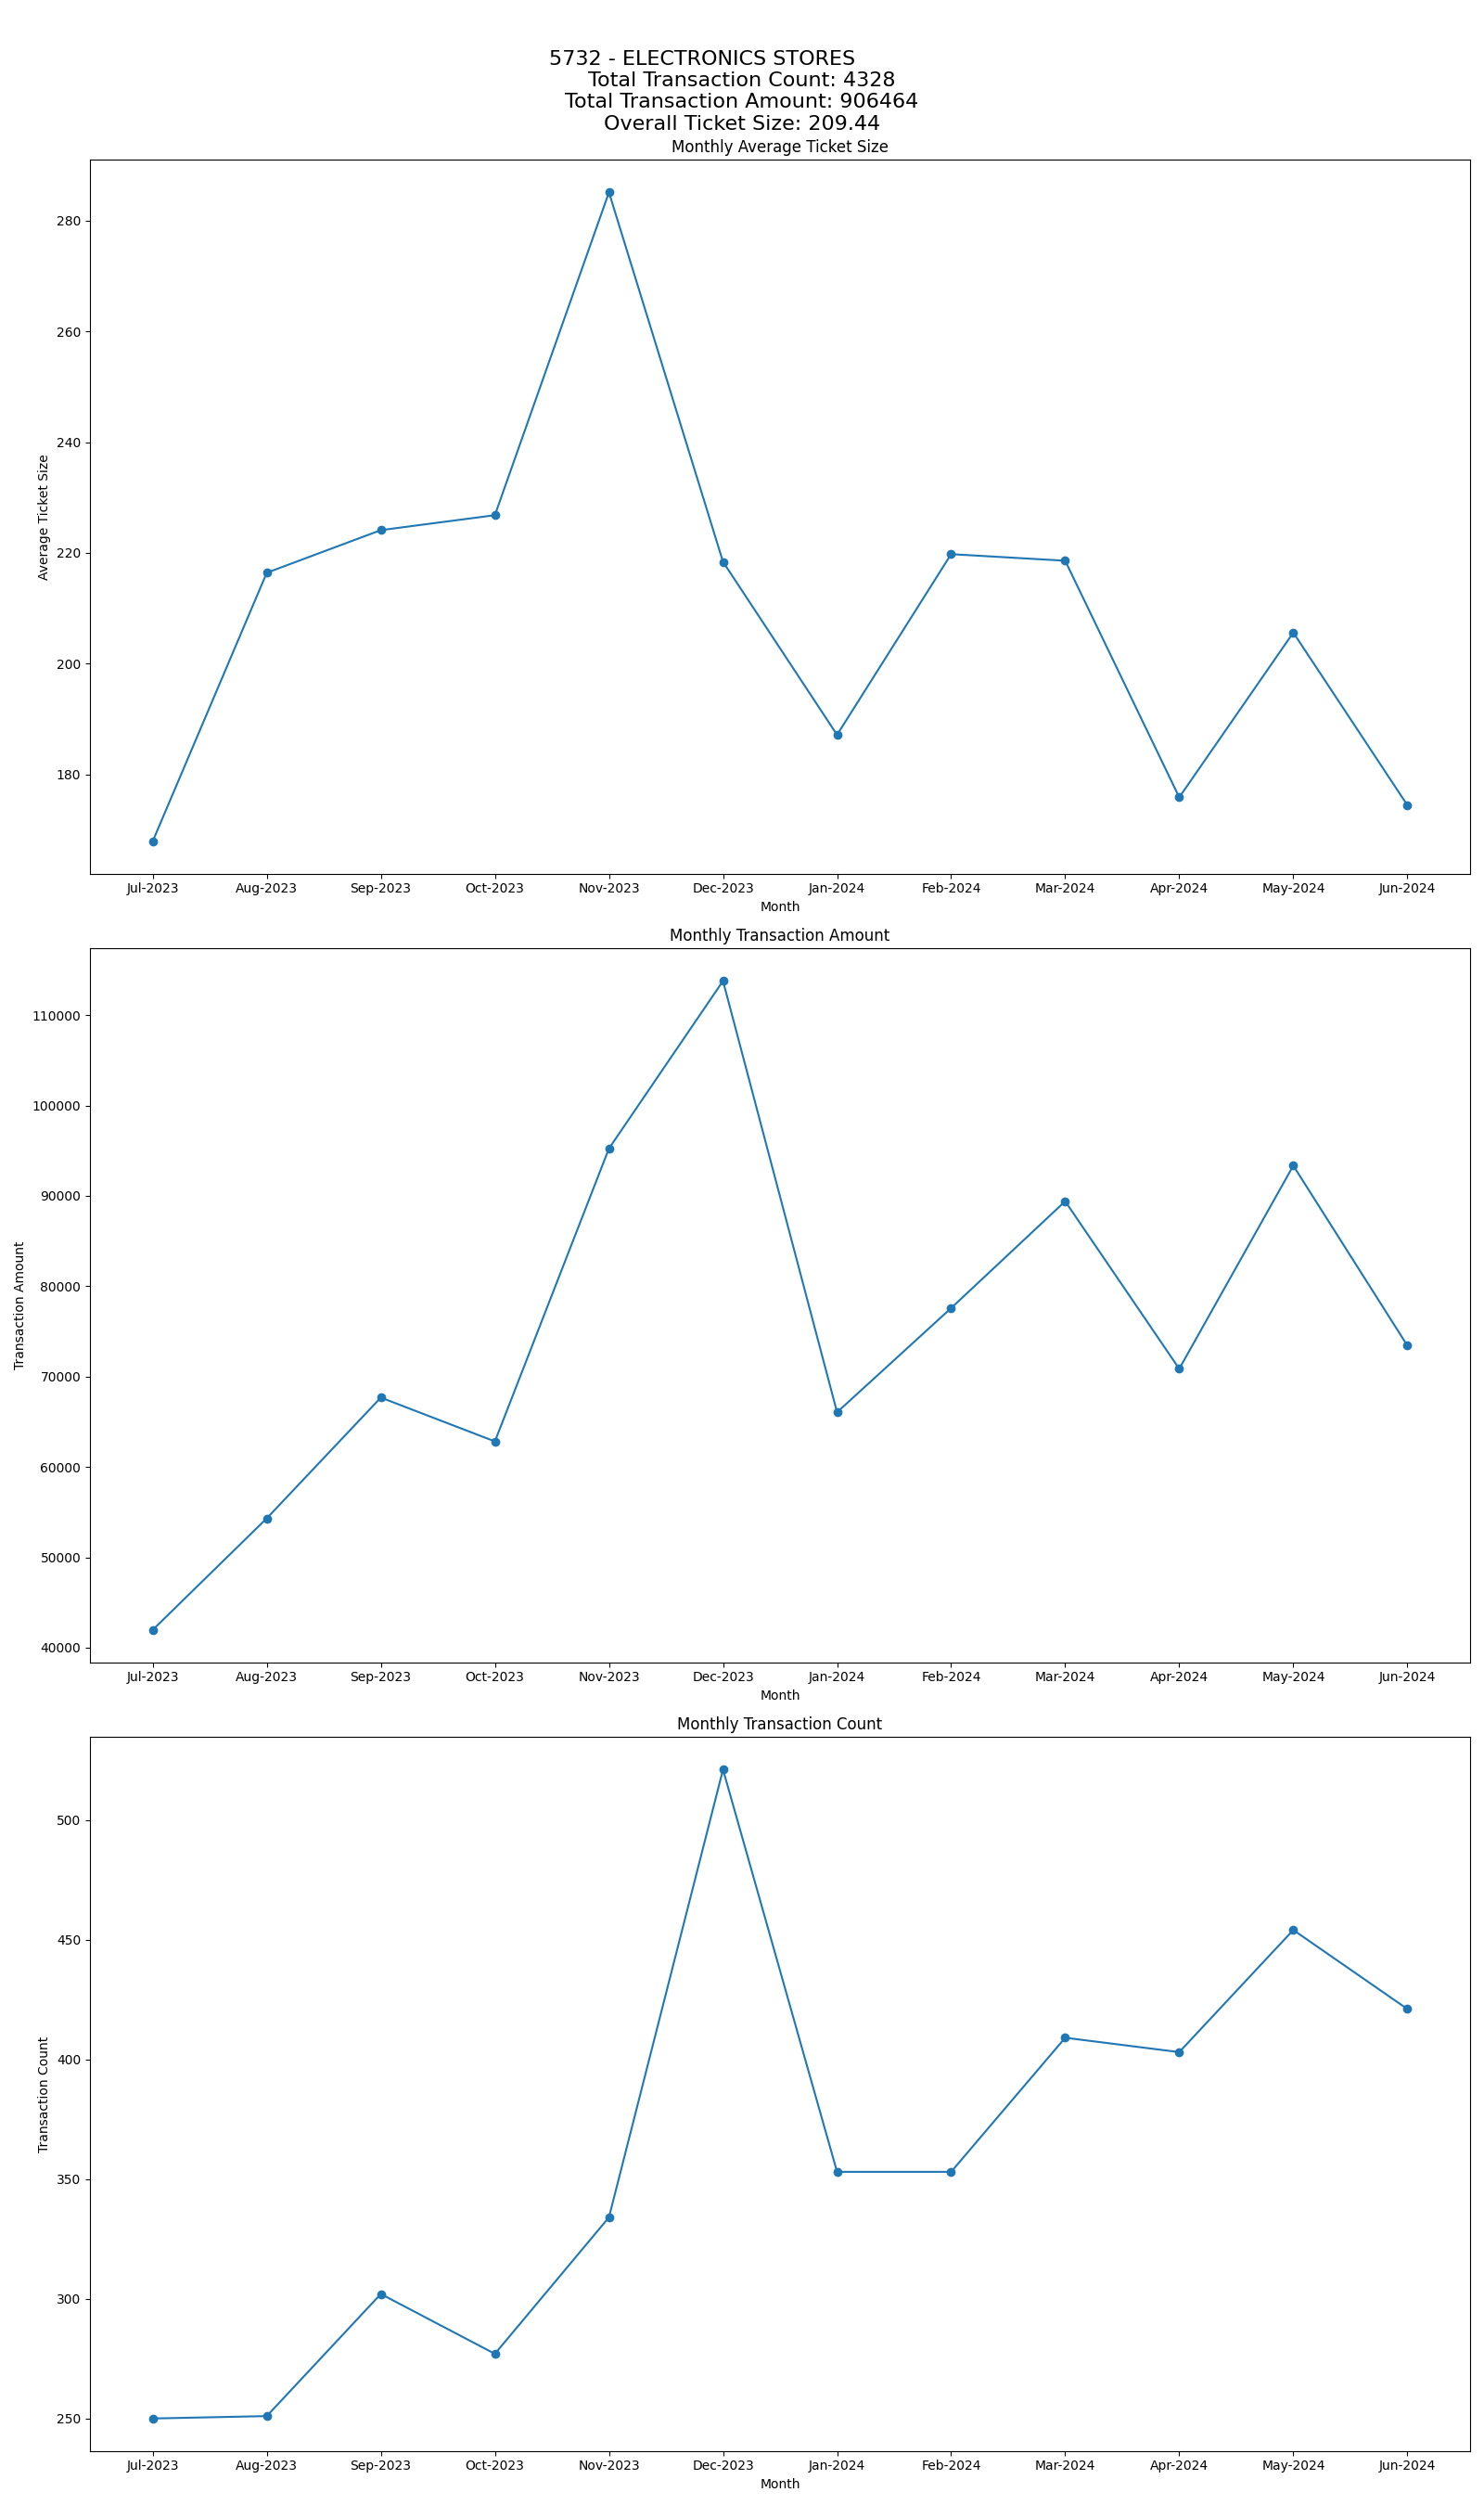 5732 - ELECTRONICS STORES
Total Transaction Count: 4328
Total Transaction Amount: 906464
Overall Ticket Size: 209.44
Monthly Average Ticket Size
280
260
240
220
200
180
Average Ticket Size
Jul-2023 Aug-2023 Sep-2023 Oct-2023 Nov-2023 Dec-2023 Jan-2024 Feb-2024 Mar-2024 Apr-2024 May-2024 Jun-2024
Month
Monthly Transaction Amount
110000
100000
90000
80000
70000
60000
50000
40000
Transaction Amount
Jul-2023 Aug-2023 Sep-2023 Oct-2023 Nov-2023 Dec-2023 Jan-2024 Feb-2024 Mar-2024 Apr-2024 May-2024 Jun-2024
Month
Monthly Transaction Count
500
450
400
350
300
250
Transaction Count
Jul-2023 Aug-2023 Sep-2023 Oct-2023 Nov-2023 Dec-2023 Jan-2024 Feb-2024 Mar-2024 Apr-2024 May-2024 Jun-2024
Month